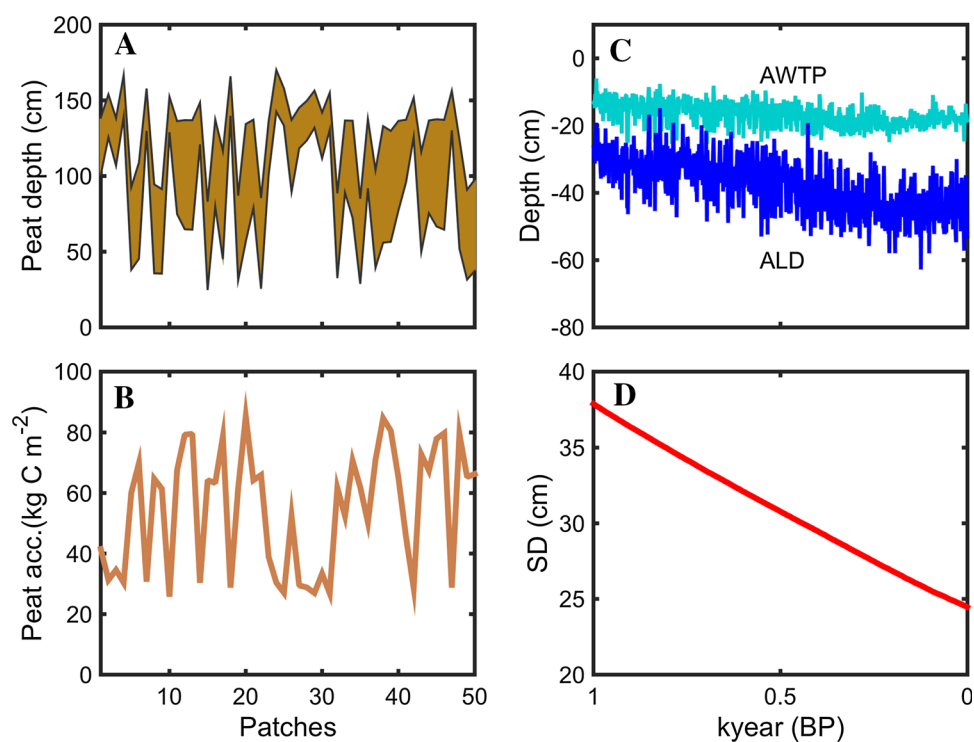 A
Peat depth (cm)
200
150
100
50
0
C
AWTP
ALD
Depth (cm)
0
-20
-40
-60
-80
B
Peat acc.(kg C m-2)
100
80
60
40
20
0
10
20
30
40
50
Patches
D
SD (cm)
40
35
30
25
20
1
0.5
0
kyear (BP)